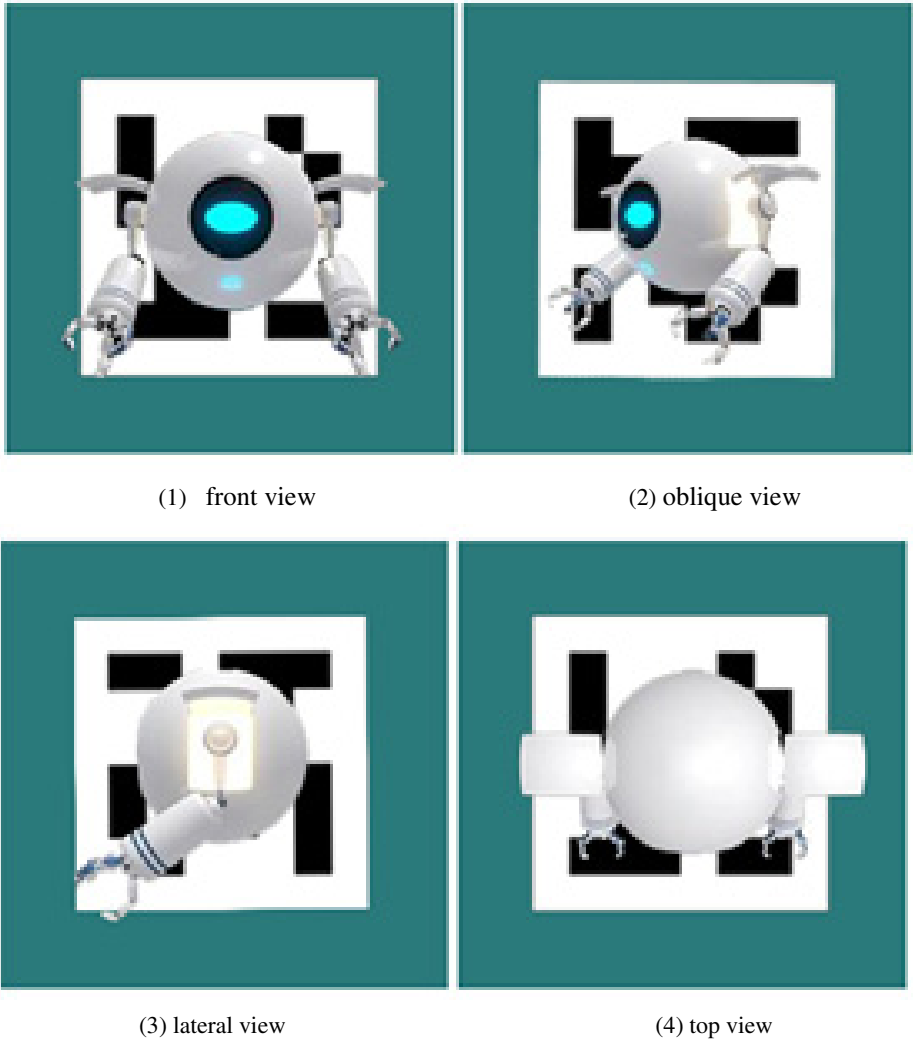 (1) front view
(2) oblique view
(3) lateral view
(4) top view